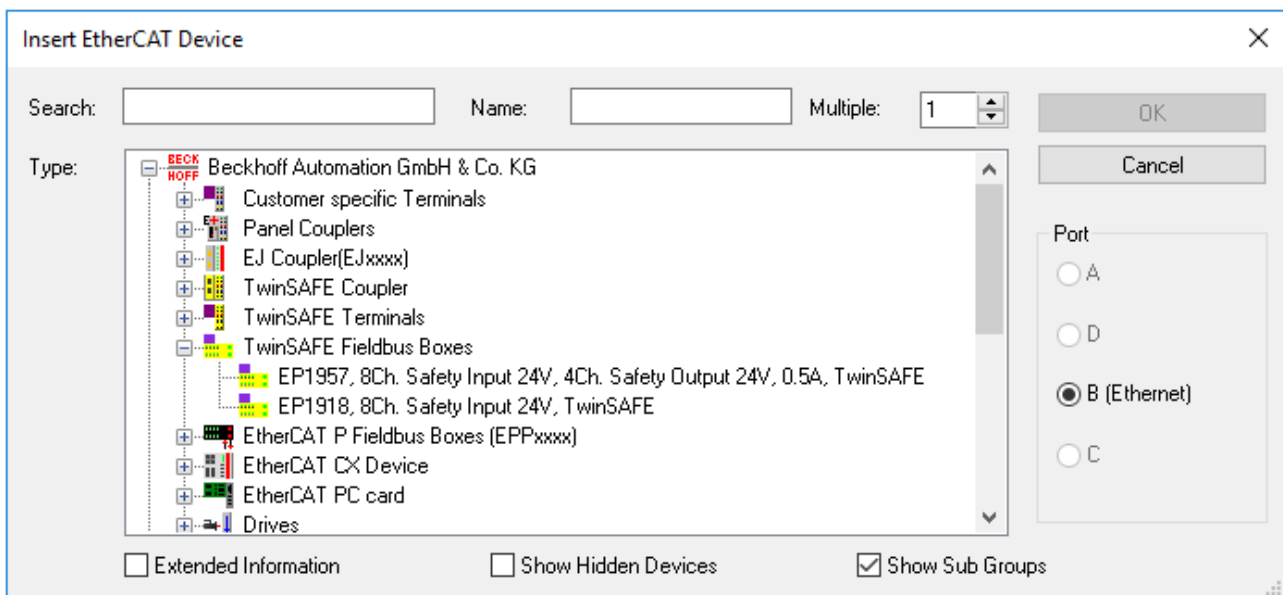 Insert EtherCAT Device
Search:
Name:
Multiple: 1
OK
Type:
BECKHOFF Beckhoff Automation GmbH & Co. KG
Cancel
Customer specific Terminals
Panel Couplers
Port
EJ Coupler(EJxxxx)
A
TwinSAFE Coupler
TwinSAFE Terminals
D
TwinSAFE Fieldbus Boxes
EP1957, 8Ch. Safety Input 24V, 4Ch. Safety Output 24V, 0.5A, TwinSAFE
B (Ethernet)
EP1918, 8Ch. Safety Input 24V, TwinSAFE
EtherCAT P Fieldbus Boxes (EPPxxxx)
C
EtherCAT CX Device
EtherCAT PC card
Drives
Extended Information
Show Hidden Devices
Show Sub Groups